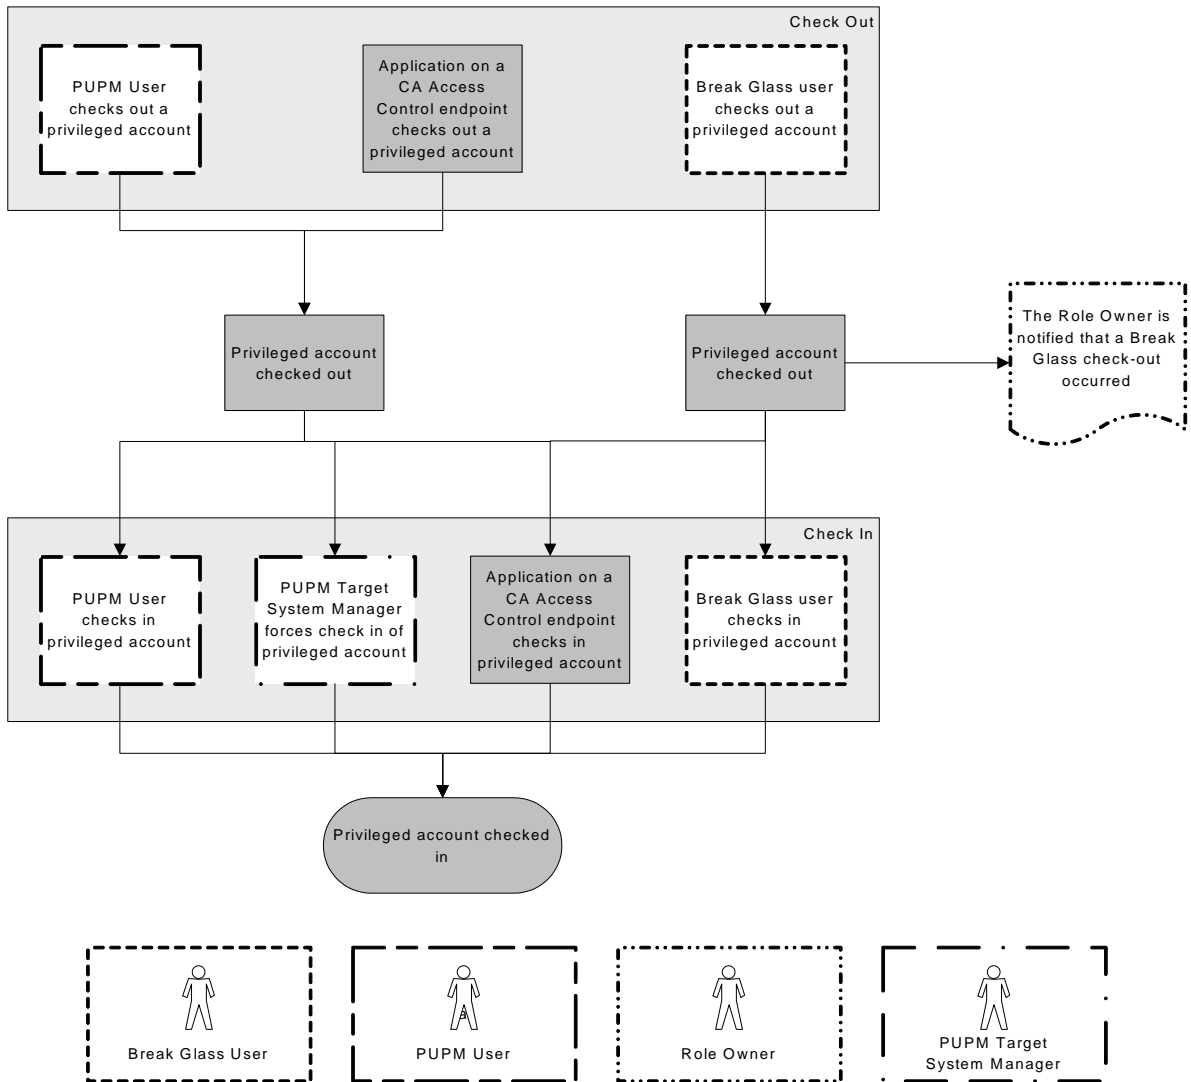 Check Out
PUPM User
checks out a
privileged account
Application on a
CA Access
Control endpoint
checks out a
privileged account
Break Glass user
checks out a
privileged account
Privileged account
checked out
Privileged account
checked out
The Role Owner is
notified that a Break
Glass check-out
occurred
Check In
PUPM User
checks in
privileged account
PUPM Target
System Manager
forces check in of
privileged account
Application on a
CA Access
Control endpoint
checks in
privileged account
Break Glass user
checks in
privileged account
Privileged account checked
in
Break Glass User
a
PUPM User
Role Owner
PUPM Target
System Manager